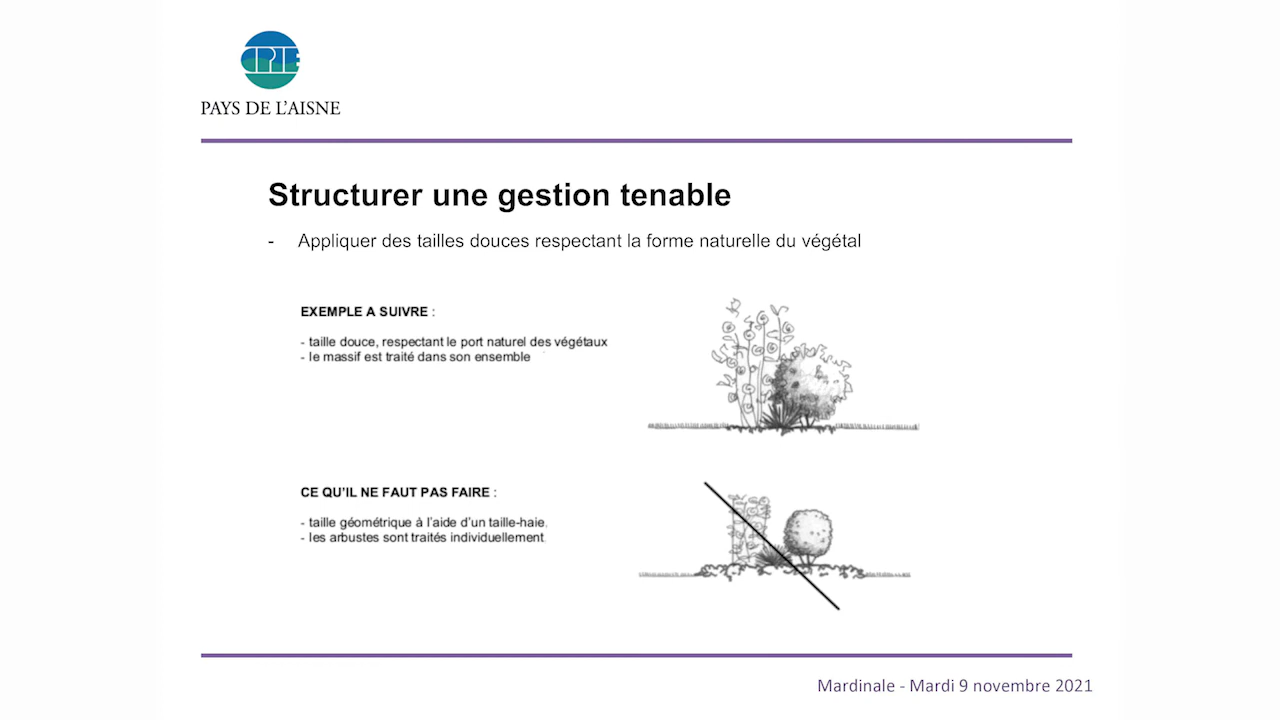 CPIE
PAYS DE L'AISNE
Structurer une gestion tenable
- Appliquer des tailles douces respectant la forme naturelle du végétal
EXEMPLE A SUIVRE :
- taille douce, respectant le port naturel des végétaux
- le massif est traité dans son ensemble
CE QU'IL NE FAUT PAS FAIRE :
- taille géométrique à l'aide d'un taille-haie.
- les arbustes sont traités individuellement
Mardinale - Mardi 9 novembre 2021